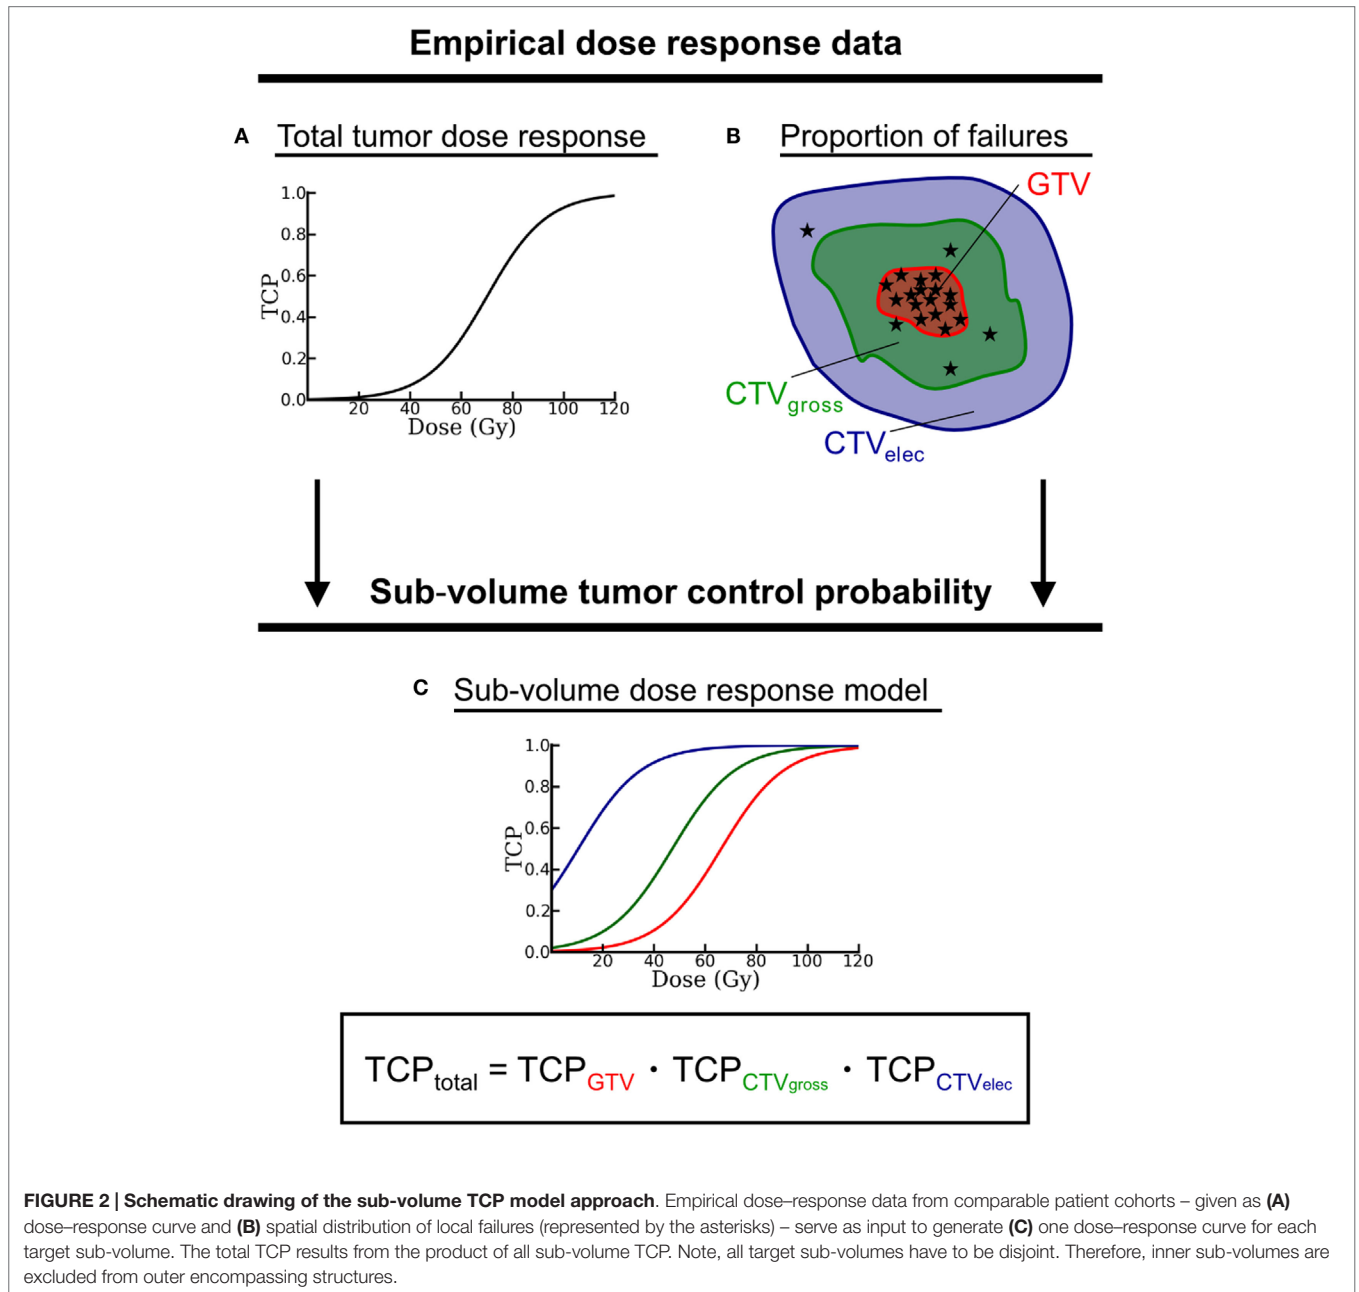 Empirical dose response data
A Total tumor dose response
B Proportion of failures
1.0
0.8
0.6
0.4
0.2
0.0
TCP
20 40 60 80 100 120
Dose (Gy)
GTV
CTVgross
CTVelec
Sub-volume tumor control probability
C Sub-volume dose response model
1.0
0.8
0.6
0.4
0.2
0.0
TCP
20 40 60 80 100 120
Dose (Gy)
TCPtotal = TCPGTV · TCPCTVgross · TCPCTVelec
FIGURE 2 | Schematic drawing of the sub-volume TCP model approach. Empirical dose–response data from comparable patient cohorts – given as (A)
dose–response curve and (B) spatial distribution of local failures (represented by the asterisks) – serve as input to generate (C) one dose–response curve for each
target sub-volume. The total TCP results from the product of all sub-volume TCP. Note, all target sub-volumes have to be disjoint. Therefore, inner sub-volumes are
excluded from outer encompassing structures.